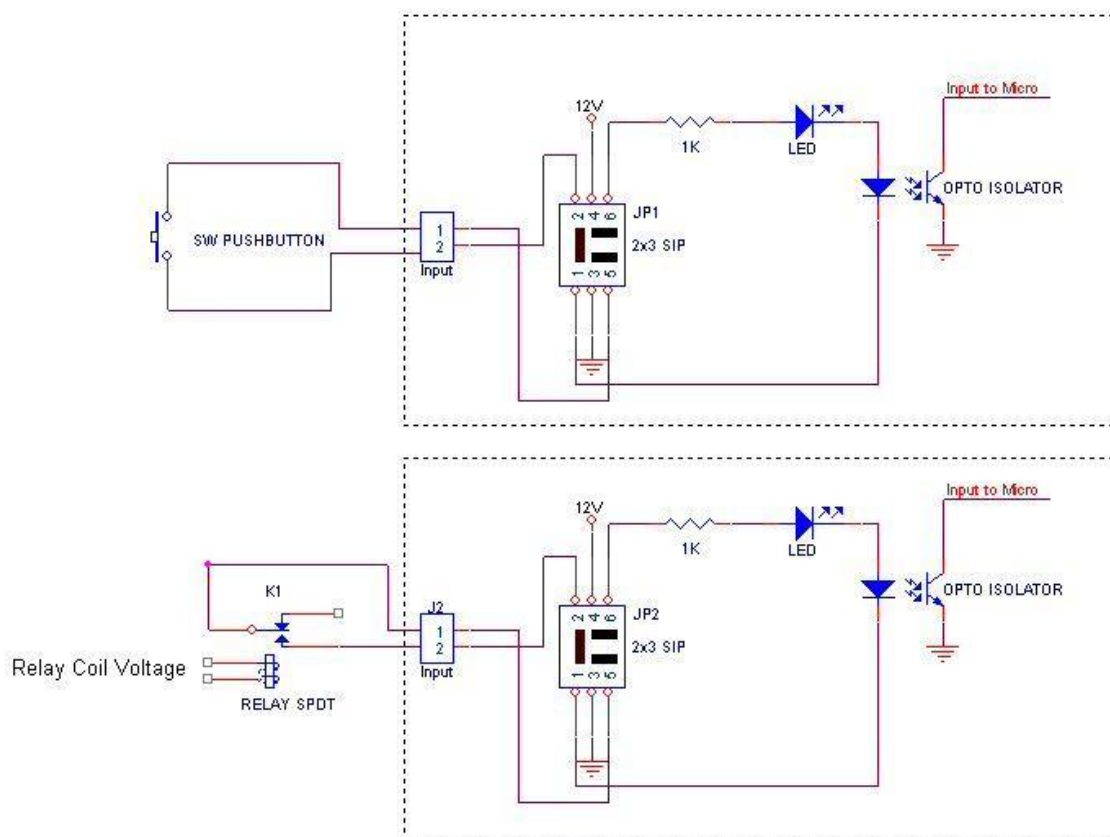 Input to Micro
12V
1K
LED
OPTO ISOLATOR
2 4 6
JP1
2x3 SIP
1 3 5
SW PUSHBUTTON
1
2
Input
Input to Micro
12V
1K
LED
OPTO ISOLATOR
K1
J2
1
2
Input
2 4 6
JP2
2x3 SIP
1 3 5
Relay Coil Voltage
RELAY SPDT